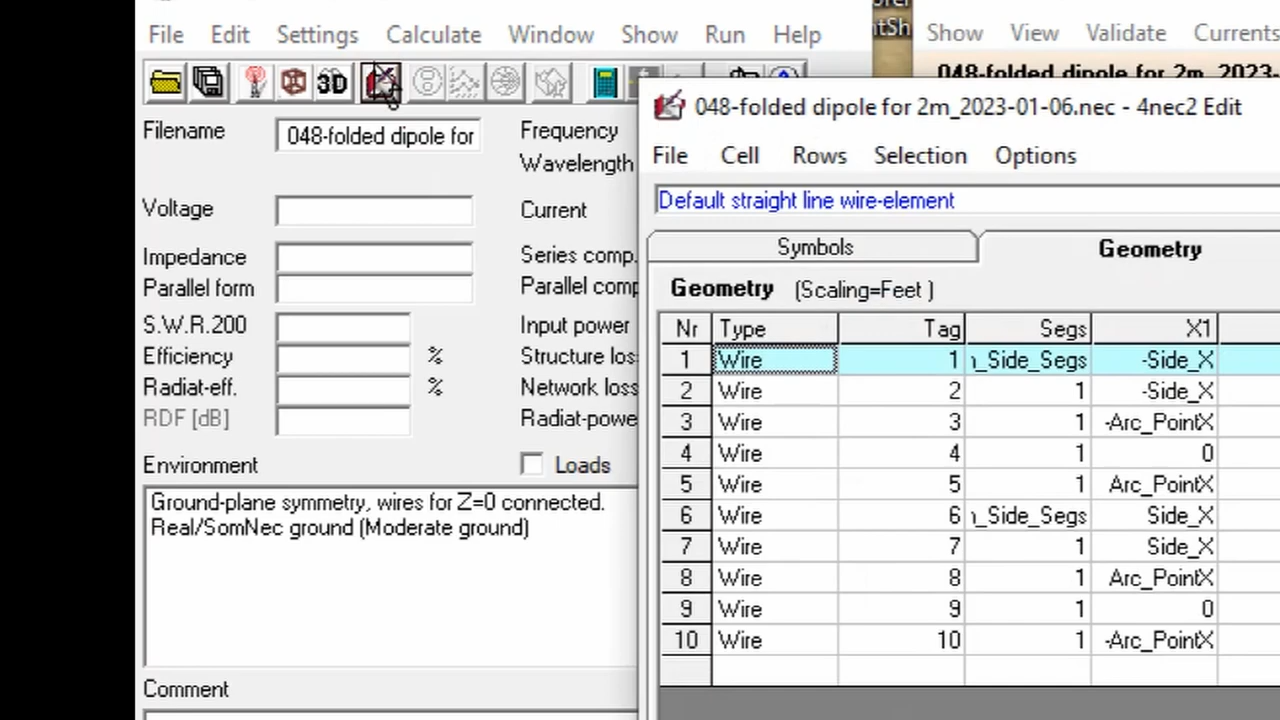 File Edit Settings Calculate Window Show Run Help
3D
Filename 048-folded dipole for
Frequency
Wavelength
Voltage
Current
Impedance
Series comp.
Parallel form
Parallel comp
S.W.R.200
Input power
Efficiency %
Structure los
Radiat-eff. %
Network loss
RDF [dB]
Radiat-powe
Environment
Loads
Ground-plane symmetry, wires for Z=0 connected.
Real/SomNec ground (Moderate ground)
Comment
Show View Validate Currents
048-folded dipole for 2m_2023-
048-folded dipole for 2m_2023-01-06.nec - 4nec2 Edit
File Cell Rows Selection Options
Default straight line wire-element
Symbols Geometry
Geometry (Scaling=Feet )
Nr Type Tag Segs X1
1 Wire 1 _Side_Segs -Side_X
2 Wire 2 1 -Side_X
3 Wire 3 1 -Arc_PointX
4 Wire 4 1 0
5 Wire 5 1 Arc_PointX
6 Wire 6 _Side_Segs Side_X
7 Wire 7 1 Side_X
8 Wire 8 1 Arc_PointX
9 Wire 9 1 0
10 Wire 10 1 -Arc_PointX